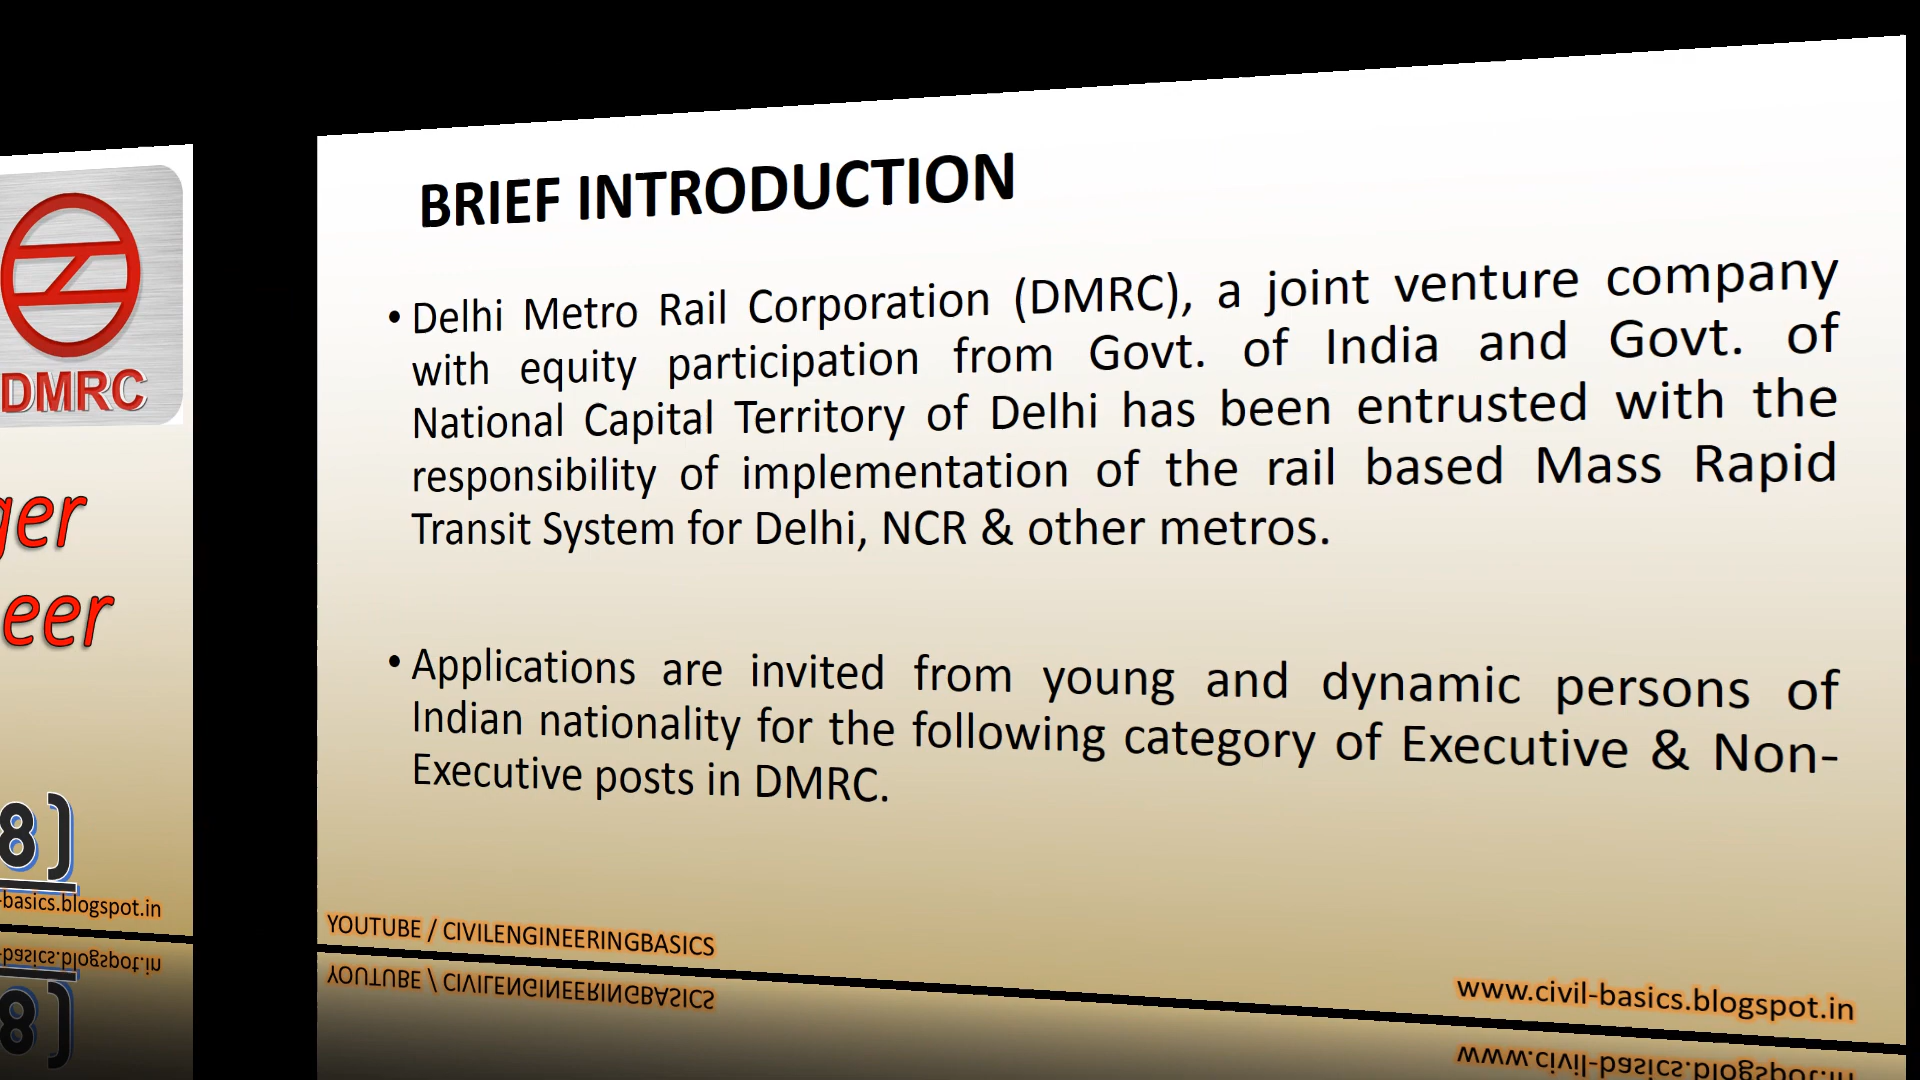 DMRC
BRIEF INTRODUCTION
• Delhi Metro Rail Corporation (DMRC), a joint venture company
with equity participation from Govt. of India and Govt. of
National Capital Territory of Delhi has been entrusted with the
responsibility of implementation of the rail based Mass Rapid
Transit System for Delhi, NCR & other metros.
• Applications are invited from young and dynamic persons of
Indian nationality for the following category of Executive & Non-
Executive posts in DMRC.
8)
-basics.blogspot.in
YOUTUBE / CIVILENGINEERINGBASICS
www.civil-basics.blogspot.in